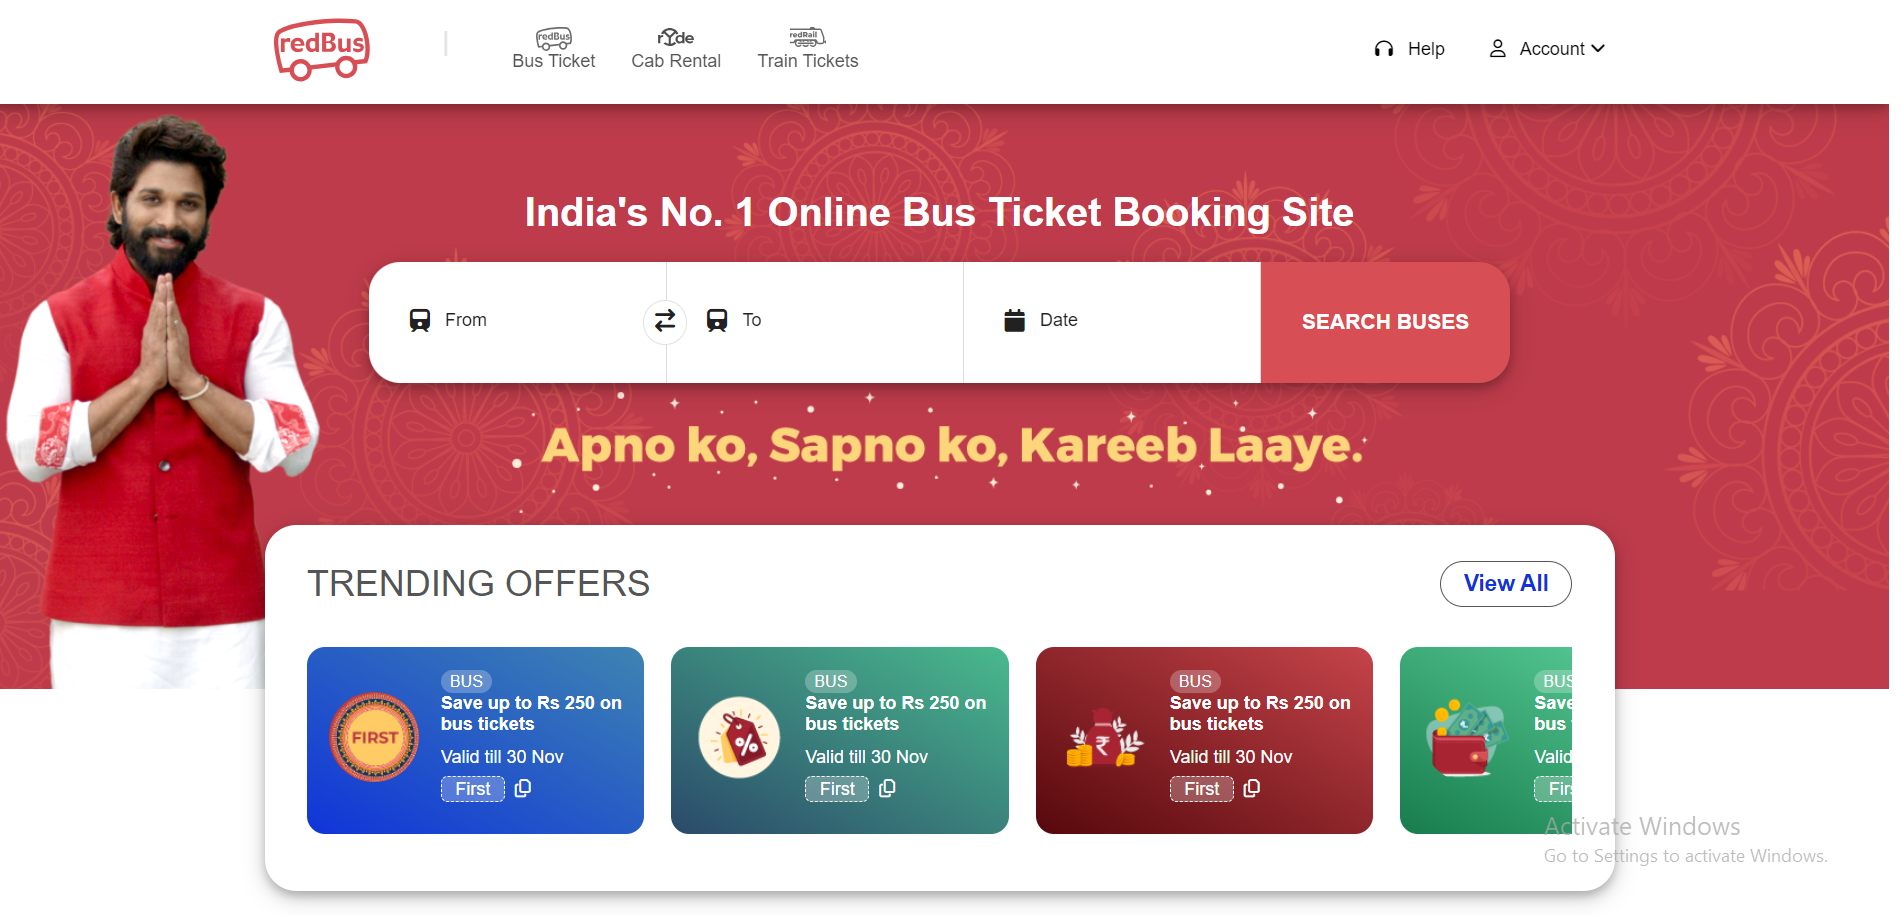 redBus
redBus
Bus Ticket
ryde
Cab Rental
redRail
Train Tickets
Help
Account
India's No. 1 Online Bus Ticket Booking Site
From
To
Date
SEARCH BUSES
Apno ko, Sapno ko, Kareeb Laaye.
TRENDING OFFERS
View All
FIRST
BUS
Save up to Rs 250 on
bus tickets
Valid till 30 Nov
First
%
BUS
Save up to Rs 250 on
bus tickets
Valid till 30 Nov
First
₹
BUS
Save up to Rs 250 on
bus tickets
Valid till 30 Nov
First
BUS
Save
bus
Valid
Firs
Activate Windows
Go to Settings to activate Windows.